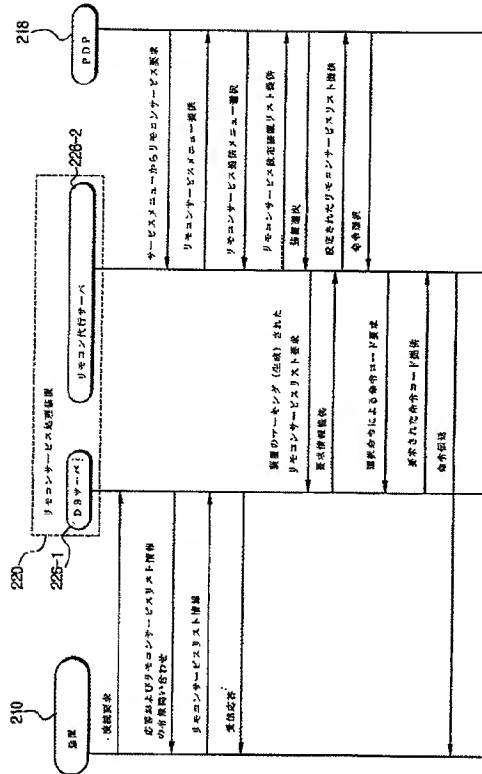 210
装置
220
リモコンサービス処理装置
226-1
DBサーバ
226-2
リモコン代行サーバ
218
PDP
接続要求
応答およびリモコンサービスリスト情報
の有無問い合わせ
リモコンサービスリスト情報
受信応答
サービスメニューからリモコンサービス要求
リモコンサービスメニュー提供
リモコンサービス提供メニュー選択
リモコンサービス設定装置リスト提供
装置選択
設定されたリモコンサービスリスト提供
命令選択
装置のマーキング（生成）された
リモコンサービスリスト要求
要求情報提供
選択命令による命令コード要求
要求された命令コード提供
命令伝送